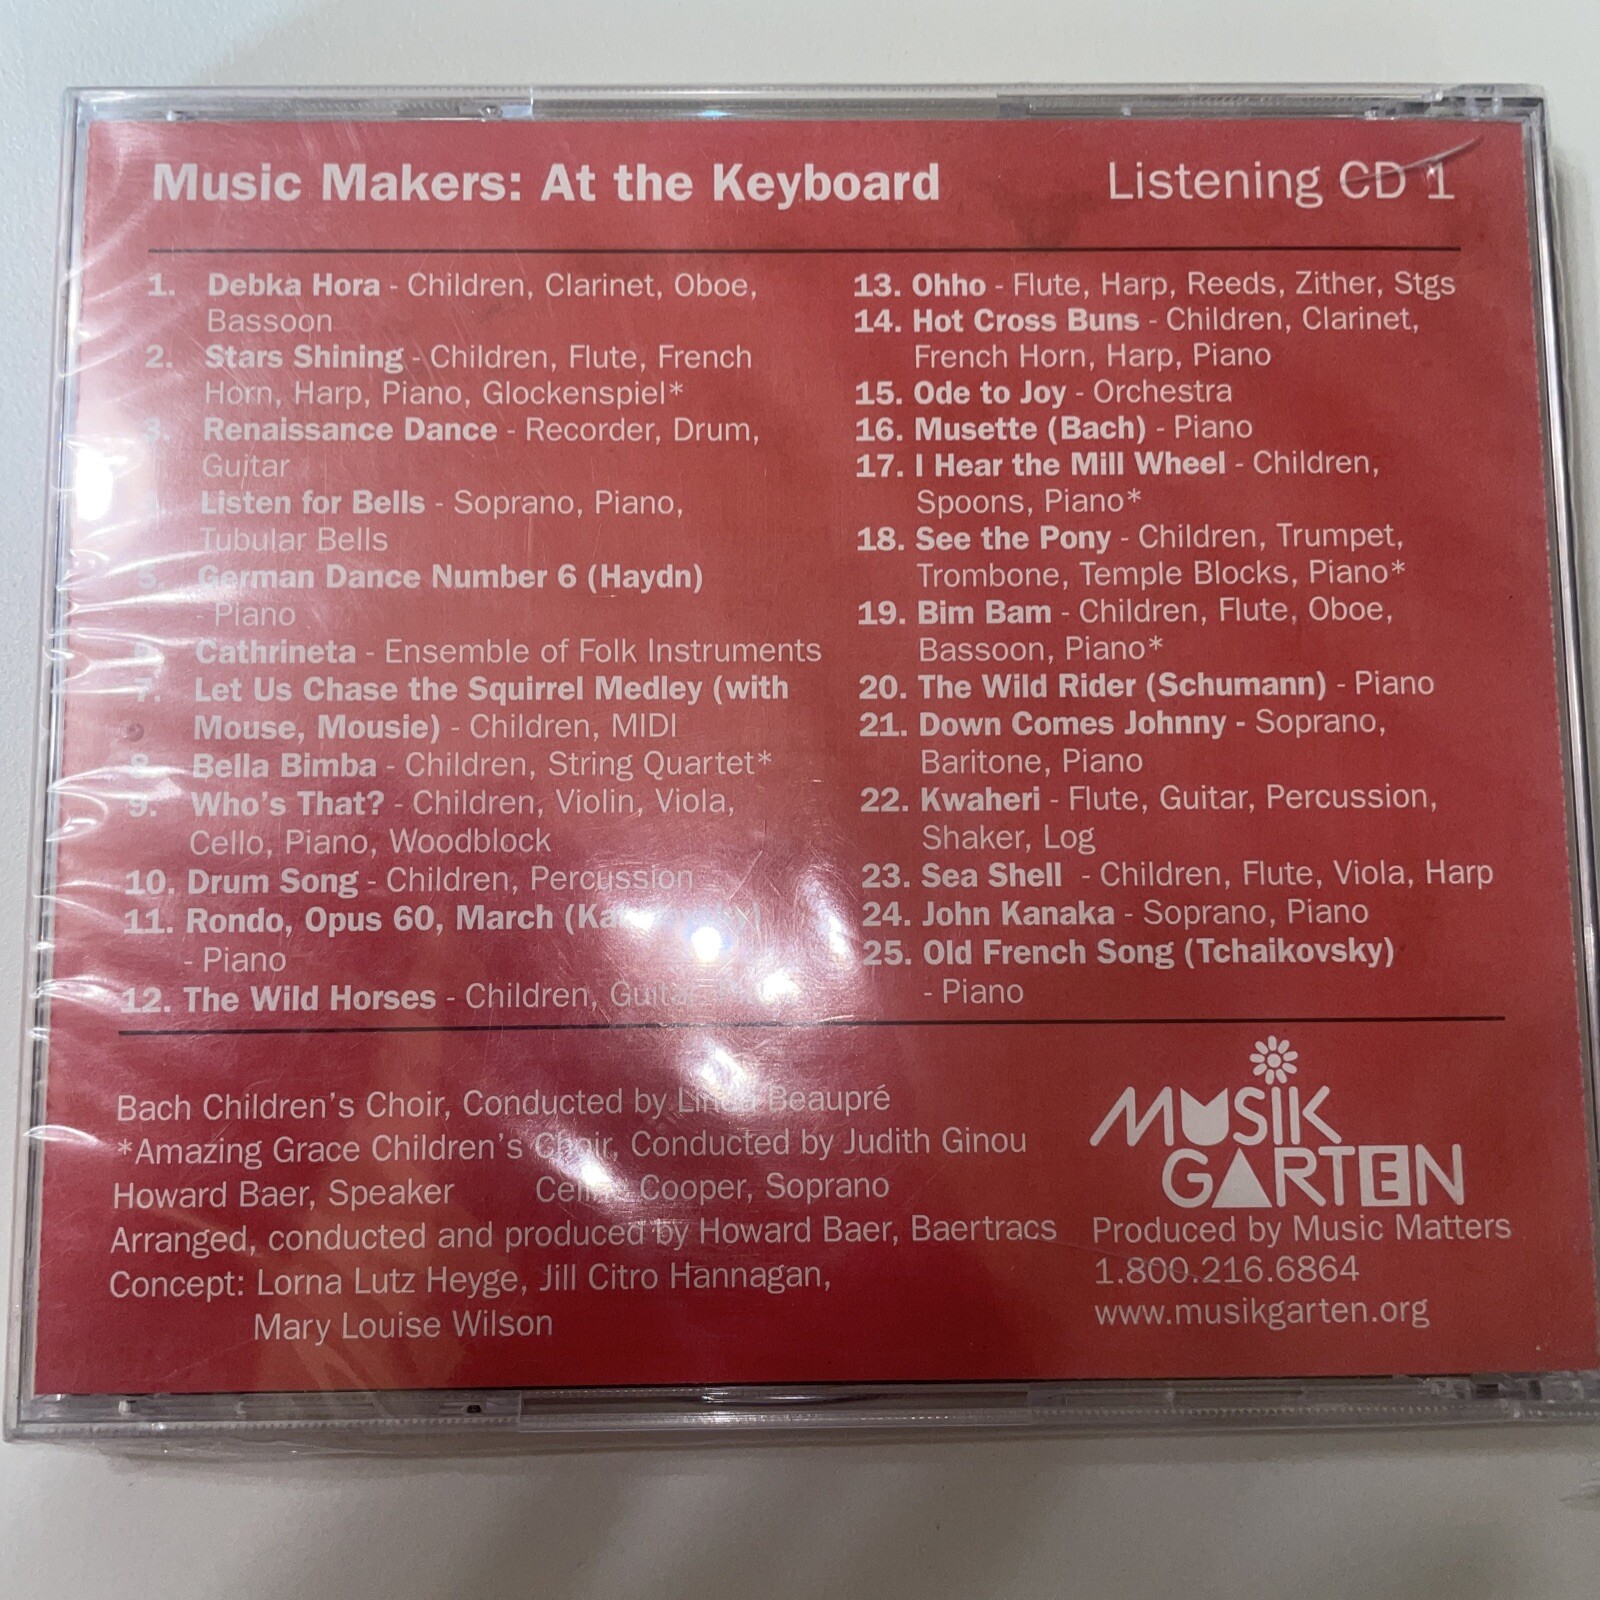 Music Makers: At the Keyboard
Listening CD 1
1. Debka Hora - Children, Clarinet, Oboe,
Bassoon
2. Stars Shining - Children, Flute, French
Horn, Harp, Piano, Glockenspiel*
3. Renaissance Dance - Recorder, Drum,
Guitar
Listen for Bells - Soprano, Piano,
Tubular Bells
5. German Dance Number 6 (Haydn)
- Piano
Cathrineta - Ensemble of Folk Instruments
7. Let Us Chase the Squirrel Medley (with
Mouse, Mousie) - Children, MIDI
8. Bella Bimba - Children, String Quartet*
9. Who's That? - Children, Violin, Viola,
Cello, Piano, Woodblock
10. Drum Song - Children, Percussion
11. Rondo, Opus 60, March
- Piano
12. The Wild Horses - Children, Guitar,
13. Ohho - Flute, Harp, Reeds, Zither, Stgs
14. Hot Cross Buns - Children, Clarinet,
French Horn, Harp, Piano
15. Ode to Joy - Orchestra
16. Musette (Bach) - Piano
17. I Hear the Mill Wheel - Children,
Spoons, Piano*
18. See the Pony - Children, Trumpet,
Trombone, Temple Blocks, Piano*
19. Bim Bam - Children, Flute, Oboe,
Bassoon, Piano*
20. The Wild Rider (Schumann) - Piano
21. Down Comes Johnny - Soprano,
Baritone, Piano
22. Kwaheri - Flute, Guitar, Percussion,
Shaker, Log
23. Sea Shell - Children, Flute, Viola, Harp
24. John Kanaka - Soprano, Piano
25. Old French Song (Tchaikovsky)
- Piano
Bach Children's Choir, Conducted by Linda Beaupré
*Amazing Grace Children's Choir, Conducted by Judith Ginou
Howard Baer, Speaker Cooper, Soprano
Arranged, conducted and produced by Howard Baer, Baertracs
Concept: Lorna Lutz Heyge, Jill Citro Hannagan,
Mary Louise Wilson
MUSIK
GARTEN
Produced by Music Matters
1.800.216.6864
www.musikgarten.org